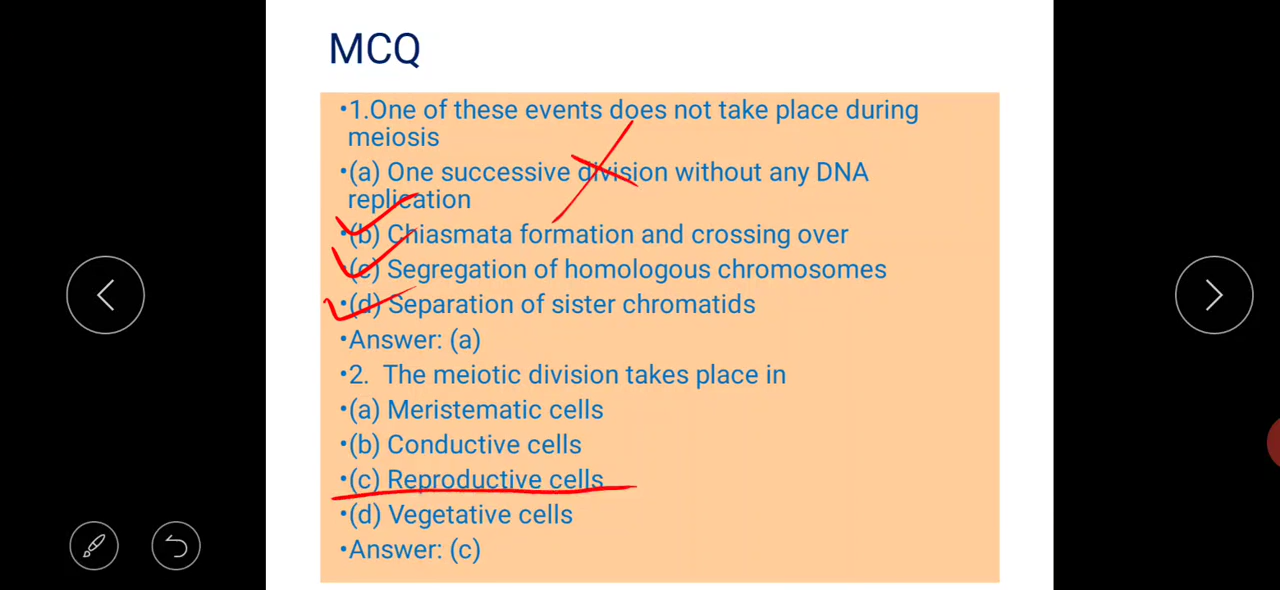 MCQ
•1.One of these events does not take place during
meiosis
•(a) One successive division without any DNA
replication
•(b) Chiasmata formation and crossing over
•(c) Segregation of homologous chromosomes
•(d) Separation of sister chromatids
•Answer: (a)
•2.  The meiotic division takes place in
•(a) Meristematic cells
•(b) Conductive cells
•(c) Reproductive cells
•(d) Vegetative cells
•Answer: (c)